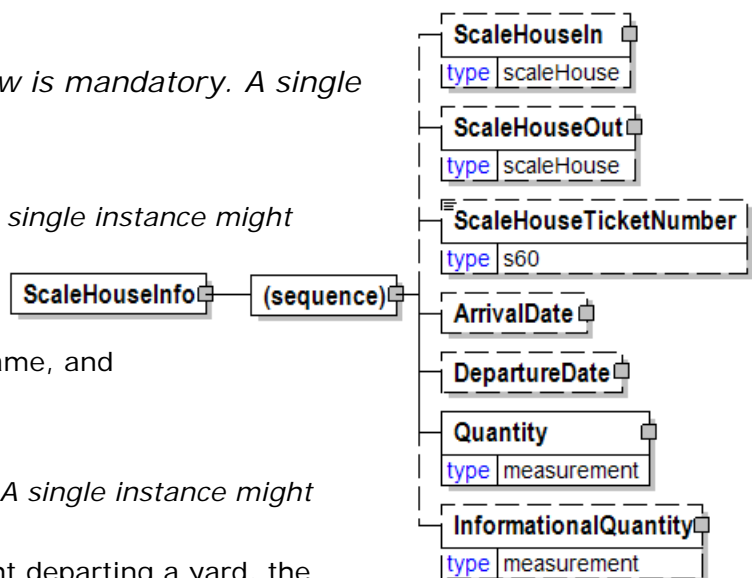 w is mandatory. A single
single instance might
ame, and
A single instance might
nt departing a yard, the
ScaleHouseInfo
(sequence)
ScaleHouseIn
type scaleHouse
ScaleHouseOut
type scaleHouse
ScaleHouseTicketNumber
type s60
ArrivalDate
DepartureDate
Quantity
type measurement
InformationalQuantity
type measurement